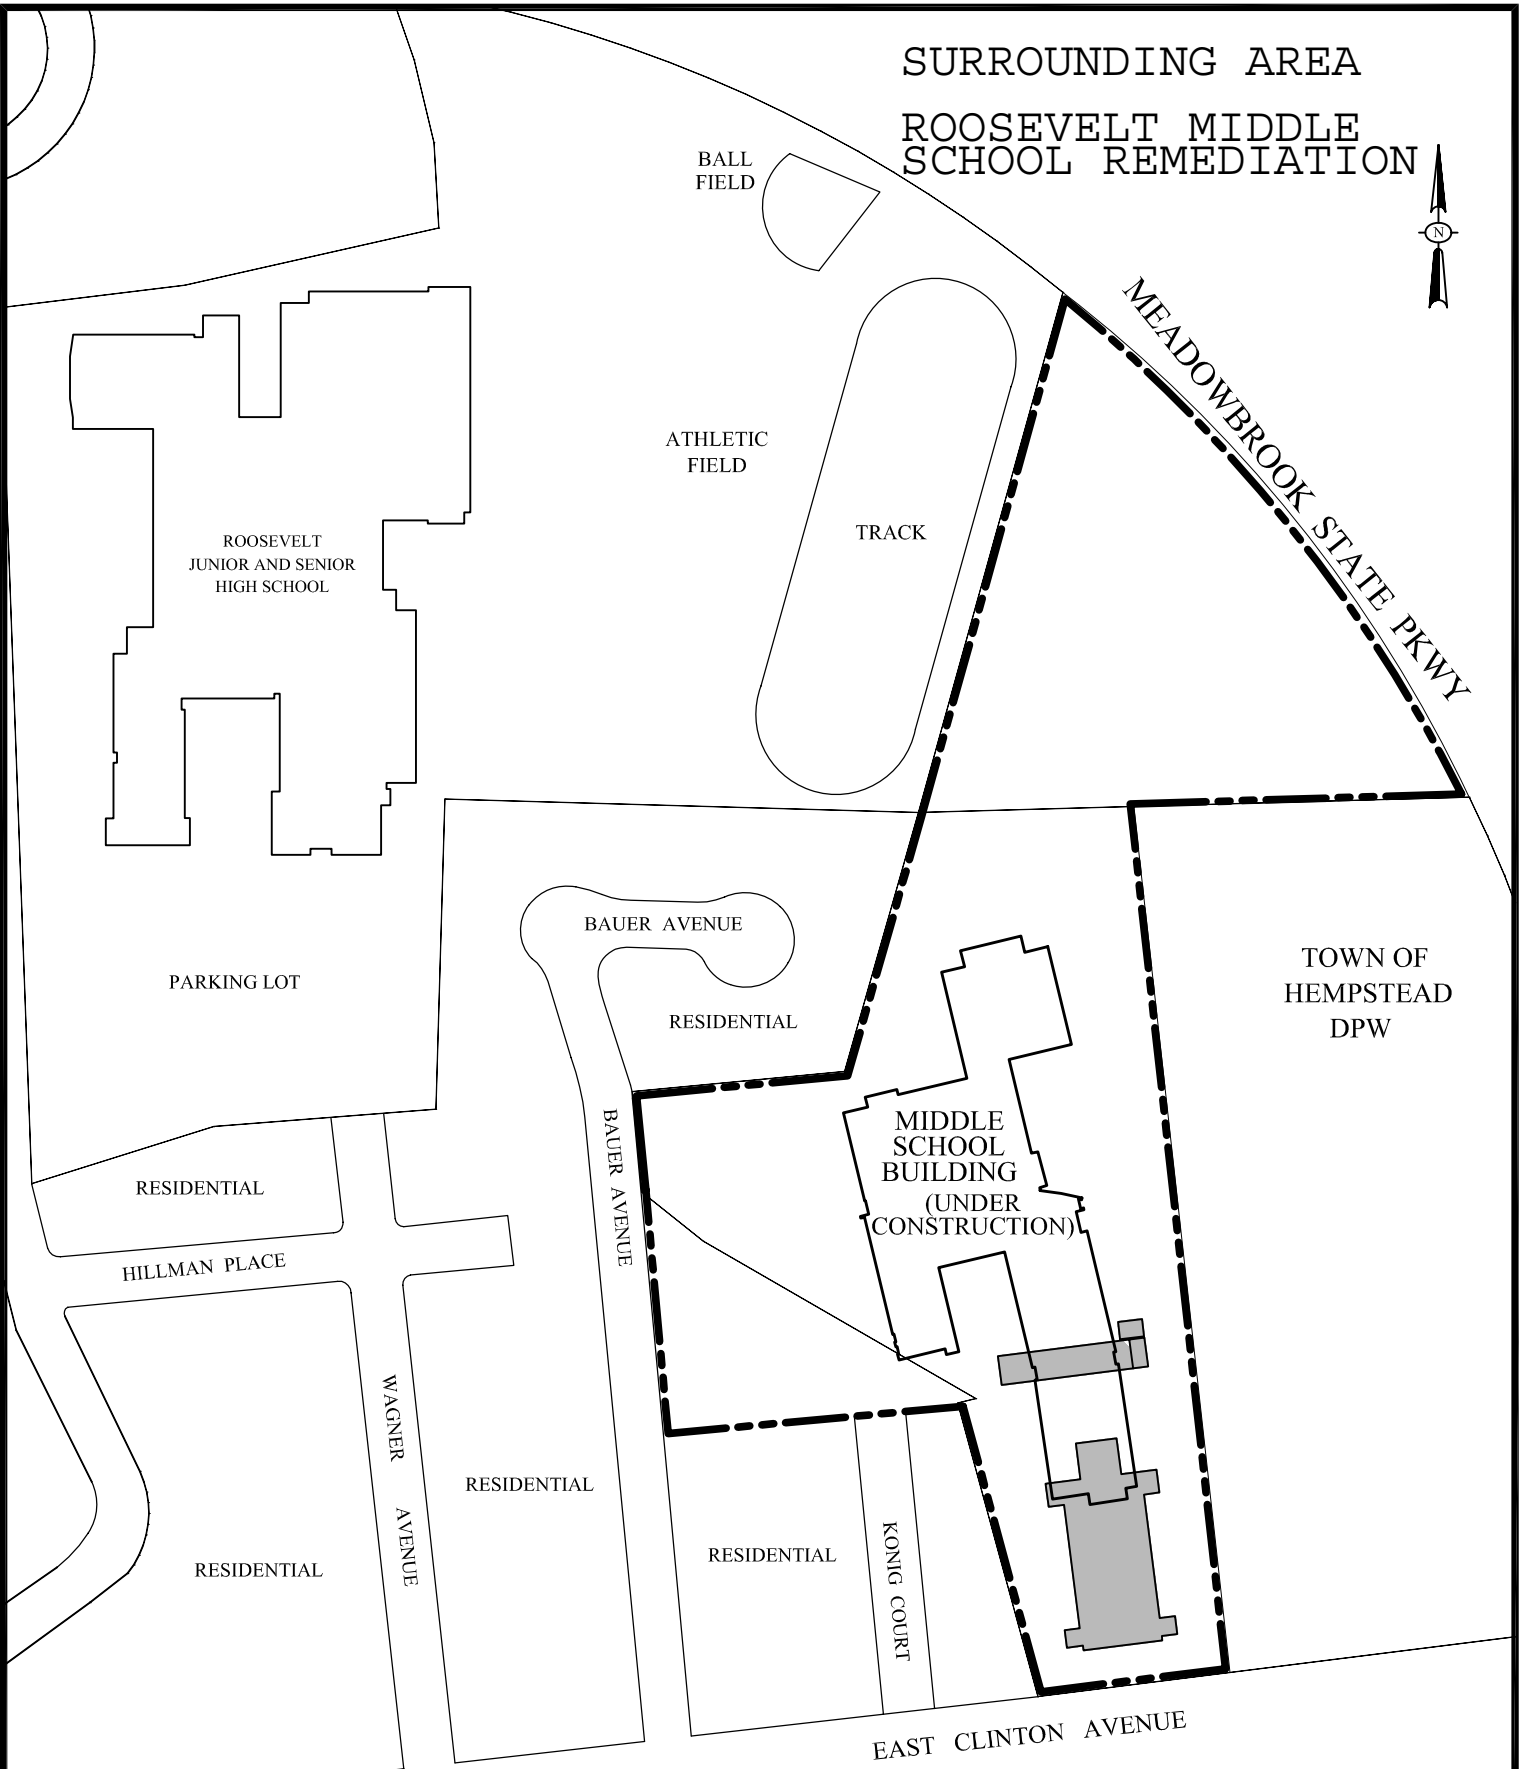 SURROUNDING AREA
ROOSEVELT MIDDLE
SCHOOL REMEDIATION
BALL
FIELD
N
MEADOWBROOK STATE PKWY
ATHLETIC
FIELD
TRACK
ROOSEVELT
JUNIOR AND SENIOR
HIGH SCHOOL
BAUER AVENUE
PARKING LOT
RESIDENTIAL
TOWN OF
HEMPSTEAD
DPW
MIDDLE
SCHOOL
BUILDING
(UNDER
CONSTRUCTION)
BAUER AVENUE
RESIDENTIAL
HILLMAN PLACE
WAGNER AVENUE
RESIDENTIAL
RESIDENTIAL
RESIDENTIAL
KONIG COURT
EAST CLINTON AVENUE